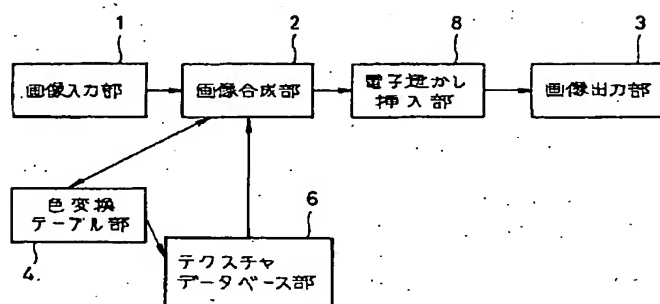 1
2
8
3
画像入力部
画像合成部
電子透かし
挿入部
画像出力部
色変換
テーブル部
4
6
テクスチャ
データベース部